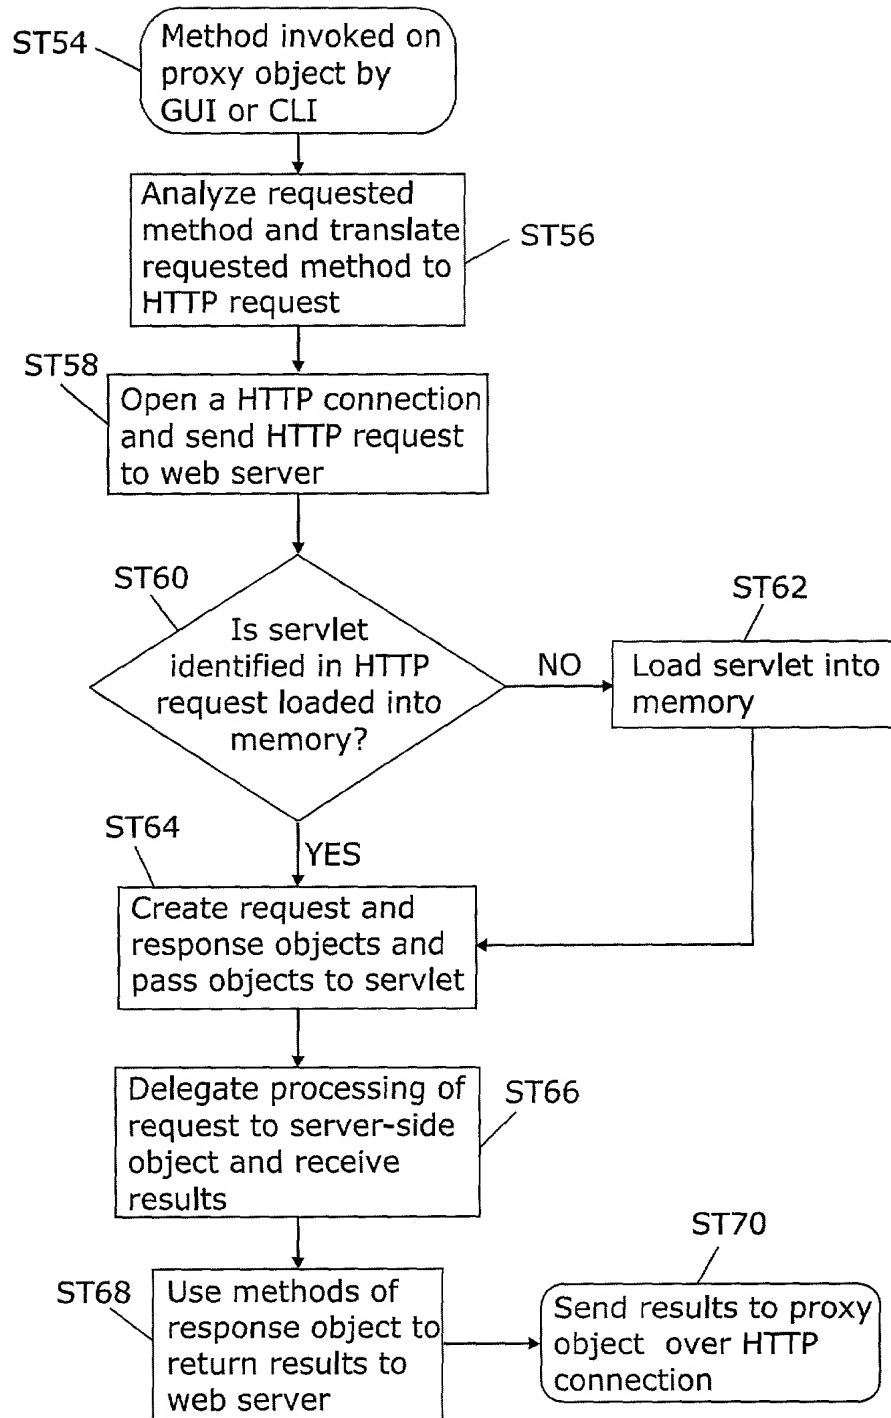 ST54
Method invoked on
proxy object by
GUI or CLI
Analyze requested
method and translate
requested method to
HTTP request
ST56
ST58
Open a HTTP connection
and send HTTP request
to web server
ST60
Is servlet
identified in HTTP
request loaded into
memory?
NO
ST62
Load servlet into
memory
YES
ST64
Create request and
response objects and
pass objects to servlet
Delegate processing of
request to server-side
object and receive
results
ST66
ST68
Use methods of
response object to
return results to
web server
ST70
Send results to proxy
object over HTTP
connection